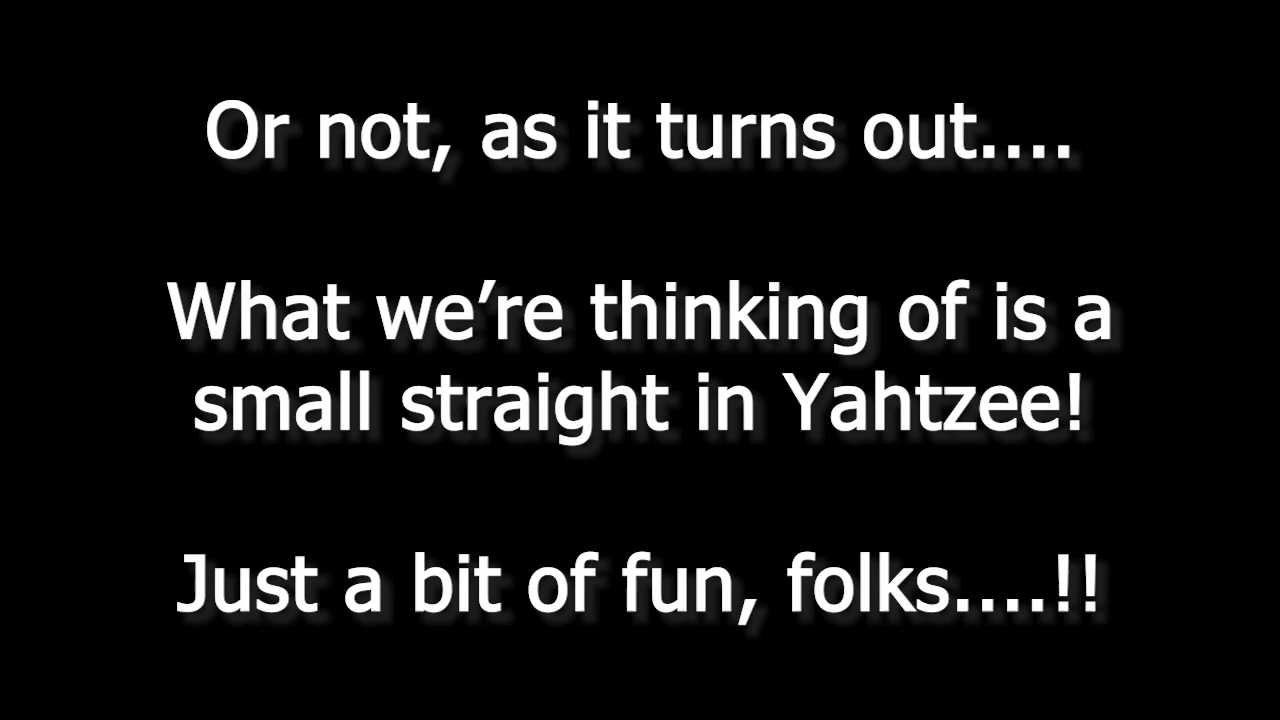 Or not, as it turns out....
What we’re thinking of is a
small straight in Yahtzee!
Just a bit of fun, folks....!!